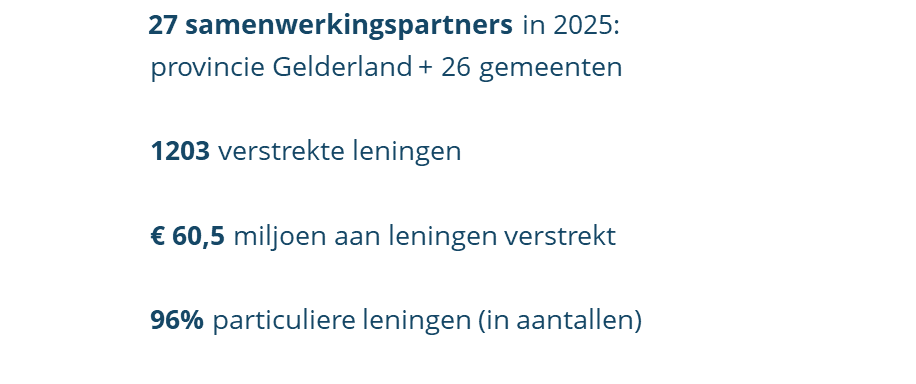 27 samenwerkingspartners in 2025:
provincie Gelderland + 26 gemeenten
1203 verstrekte leningen
€ 60,5 miljoen aan leningen verstrekt
96% particuliere leningen (in aantallen)